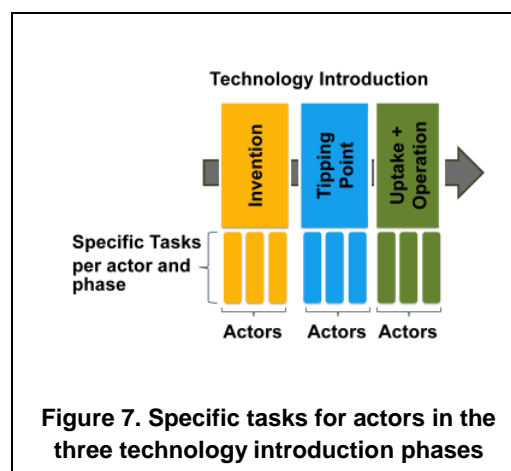 Technology Introduction
Invention
Tipping
Point
Uptake +
Operation
Specific Tasks
per actor and
phase
Actors
Actors
Actors
Figure 7. Specific tasks for actors in the
three technology introduction phases